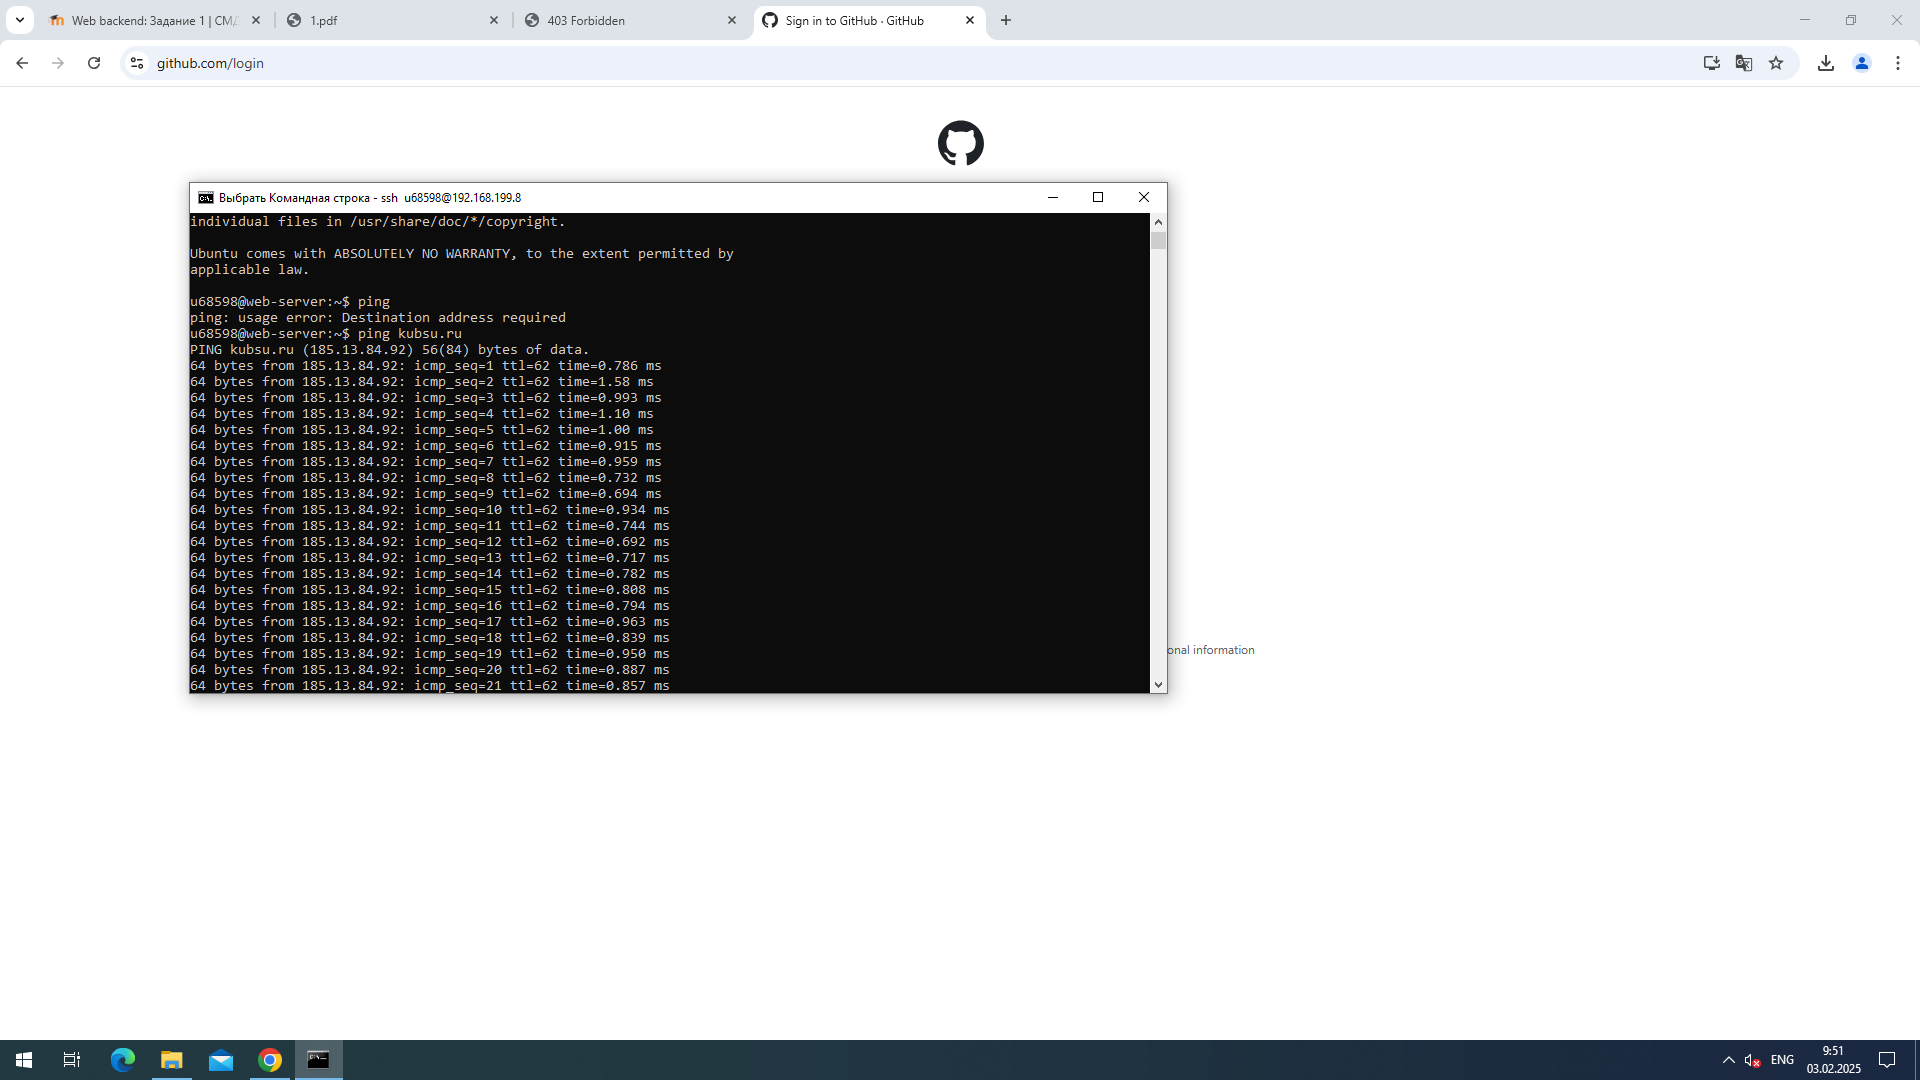 Web backend: Задание 1 | СМД
1.pdf
403 Forbidden
Sign in to GitHub · GitHub
github.com/login
Выбрать Командная строка - ssh u68598@192.168.199.8
individual files in /usr/share/doc/*/copyright.
Ubuntu comes with ABSOLUTELY NO WARRANTY, to the extent permitted by
applicable law.
u68598@web-server:~$ ping
ping: usage error: Destination address required
u68598@web-server:~$ ping kubsu.ru
PING kubsu.ru (185.13.84.92) 56(84) bytes of data.
64 bytes from 185.13.84.92: icmp_seq=1 ttl=62 time=0.786 ms
64 bytes from 185.13.84.92: icmp_seq=2 ttl=62 time=1.58 ms
64 bytes from 185.13.84.92: icmp_seq=3 ttl=62 time=0.993 ms
64 bytes from 185.13.84.92: icmp_seq=4 ttl=62 time=1.10 ms
64 bytes from 185.13.84.92: icmp_seq=5 ttl=62 time=1.00 ms
64 bytes from 185.13.84.92: icmp_seq=6 ttl=62 time=0.915 ms
64 bytes from 185.13.84.92: icmp_seq=7 ttl=62 time=0.959 ms
64 bytes from 185.13.84.92: icmp_seq=8 ttl=62 time=0.732 ms
64 bytes from 185.13.84.92: icmp_seq=9 ttl=62 time=0.694 ms
64 bytes from 185.13.84.92: icmp_seq=10 ttl=62 time=0.934 ms
64 bytes from 185.13.84.92: icmp_seq=11 ttl=62 time=0.744 ms
64 bytes from 185.13.84.92: icmp_seq=12 ttl=62 time=0.692 ms
64 bytes from 185.13.84.92: icmp_seq=13 ttl=62 time=0.717 ms
64 bytes from 185.13.84.92: icmp_seq=14 ttl=62 time=0.782 ms
64 bytes from 185.13.84.92: icmp_seq=15 ttl=62 time=0.808 ms
64 bytes from 185.13.84.92: icmp_seq=16 ttl=62 time=0.794 ms
64 bytes from 185.13.84.92: icmp_seq=17 ttl=62 time=0.963 ms
64 bytes from 185.13.84.92: icmp_seq=18 ttl=62 time=0.839 ms
64 bytes from 185.13.84.92: icmp_seq=19 ttl=62 time=0.950 ms
64 bytes from 185.13.84.92: icmp_seq=20 ttl=62 time=0.887 ms
64 bytes from 185.13.84.92: icmp_seq=21 ttl=62 time=0.857 ms
onal information
ENG
9:51
03.02.2025